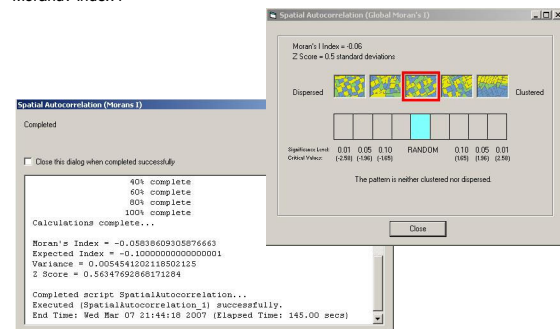 Spatial Autocorrelation (Global Moran's I)
Moran's I Index = -0.06
Z Score = 0.5 standard deviations
Dispersed
Clustered
Significance Level: 0.01 0.05 0.10 RANDOM 0.10 0.05 0.01
Critical Values: (-2.58) (-1.96) (-1.65) (1.65) (1.96) (2.58)
The pattern is neither clustered nor dispersed.
Close
Spatial Autocorrelation (Morans I)
Completed
Close this dialog when completed successfully
40% complete
60% complete
80% complete
100% complete
Calculations complete...
Moran's Index = -0.05838609305876663
Expected Index = -0.10000000000000001
Variance = 0.0054541202118502125
Z Score = 0.56347692868171284
Completed script SpatialAutocorrelation...
Executed (SpatialAutocorrelation_1) successfully.
End Time: Wed Mar 07 21:44:18 2007 (Elapsed Time: 145.00 secs)